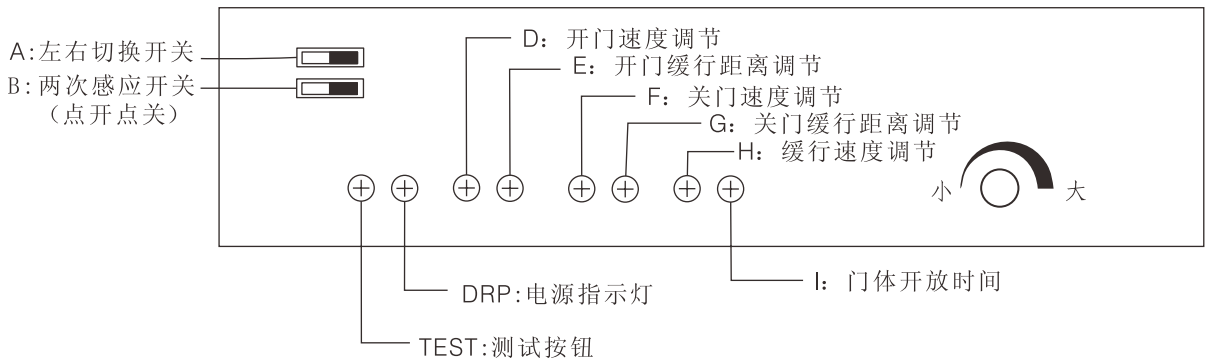 A:左右切换开关
B:两次感应开关
(点开点关)
D：开门速度调节
E：开门缓行距离调节
F：关门速度调节
G：关门缓行距离调节
H：缓行速度调节
小
大
I：门体开放时间
DRP:电源指示灯
TEST:测试按钮